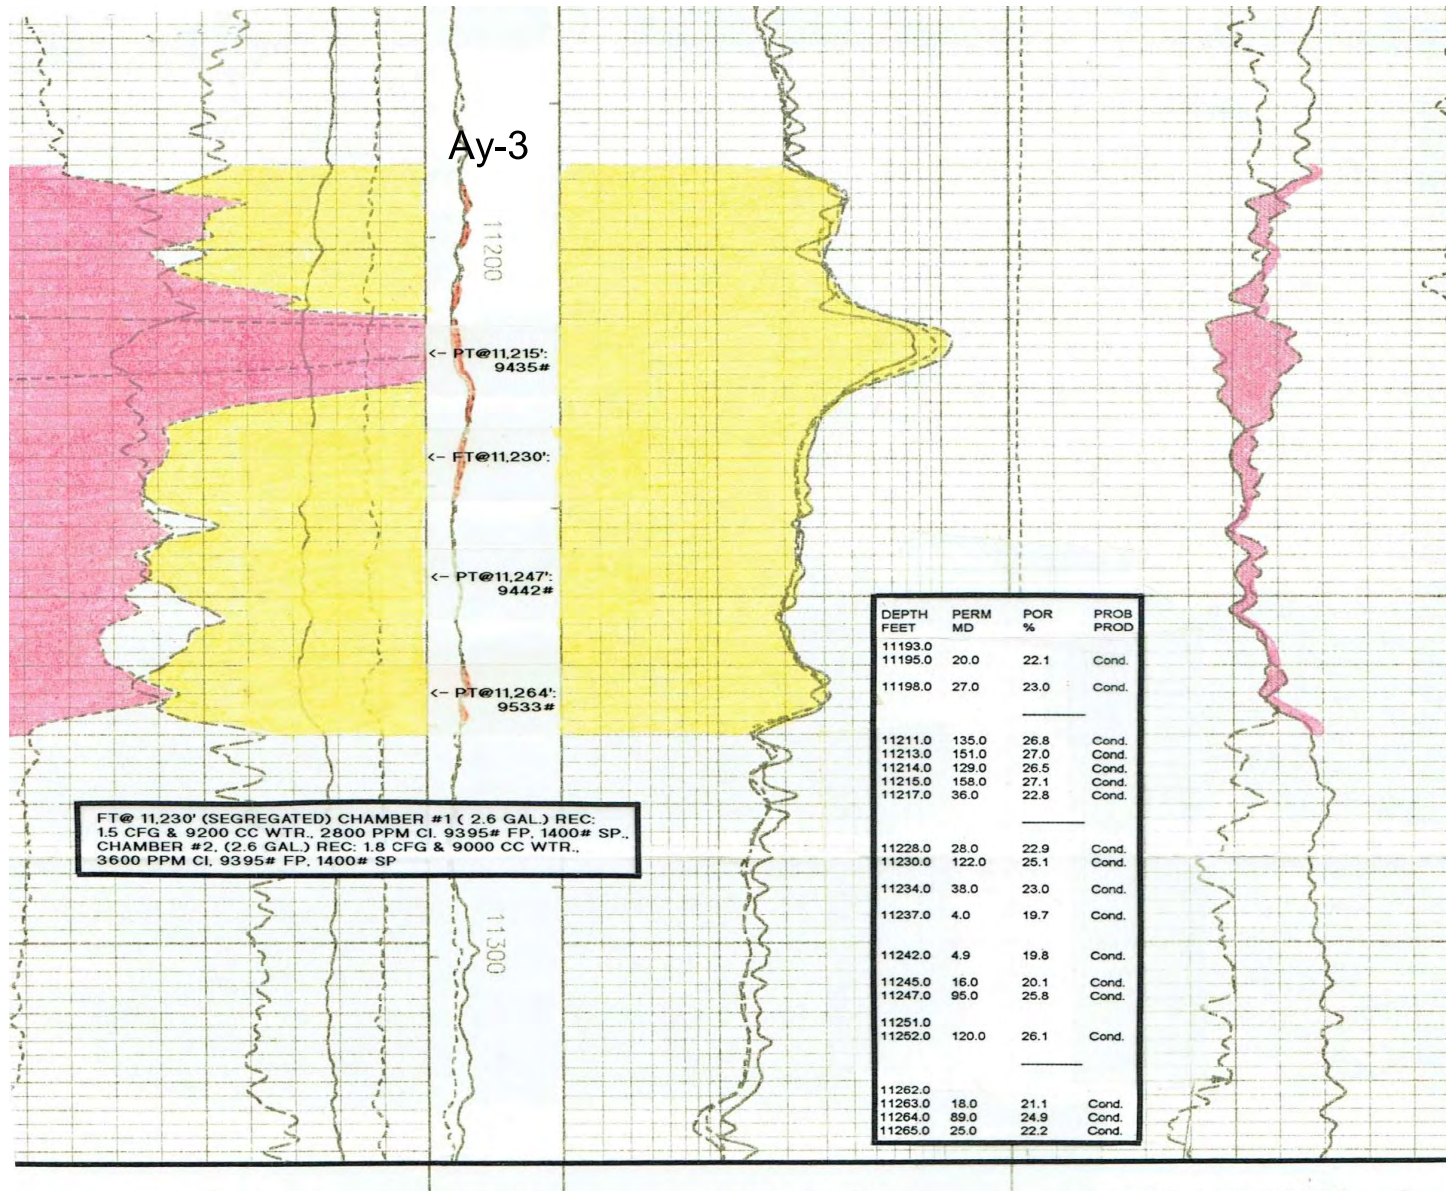 Ay-3
11200
<- PT@11,215':
9435#
<- FT@11,230':
<- PT@11,247':
9442#
<- PT@11,264':
9533#
DEPTH FEET PERM MD POR % PROB PROD
11193.0
11195.0 20.0 22.1 Cond.
11198.0 27.0 23.0 Cond.
11211.0 135.0 26.8 Cond.
11213.0 151.0 27.0 Cond.
11214.0 129.0 26.5 Cond.
11215.0 158.0 27.1 Cond.
11217.0 36.0 22.8 Cond.
11228.0 28.0 22.9 Cond.
11230.0 122.0 25.1 Cond.
11234.0 38.0 23.0 Cond.
11237.0 4.0 19.7 Cond.
11242.0 4.9 19.8 Cond.
11245.0 16.0 20.1 Cond.
11247.0 95.0 25.8 Cond.
11251.0
11252.0 120.0 26.1 Cond.
11262.0
11263.0 18.0 21.1 Cond.
11264.0 89.0 24.9 Cond.
11265.0 25.0 22.2 Cond.
FT@ 11,230' (SEGREGATED) CHAMBER #1 ( 2.6 GAL.) REC:
1.5 CFG & 9200 CC WTR., 2800 PPM Cl. 9395# FP, 1400# SP.,
CHAMBER #2, (2.6 GAL.) REC: 1.8 CFG & 9000 CC WTR.,
3600 PPM Cl, 9395# FP, 1400# SP
11300